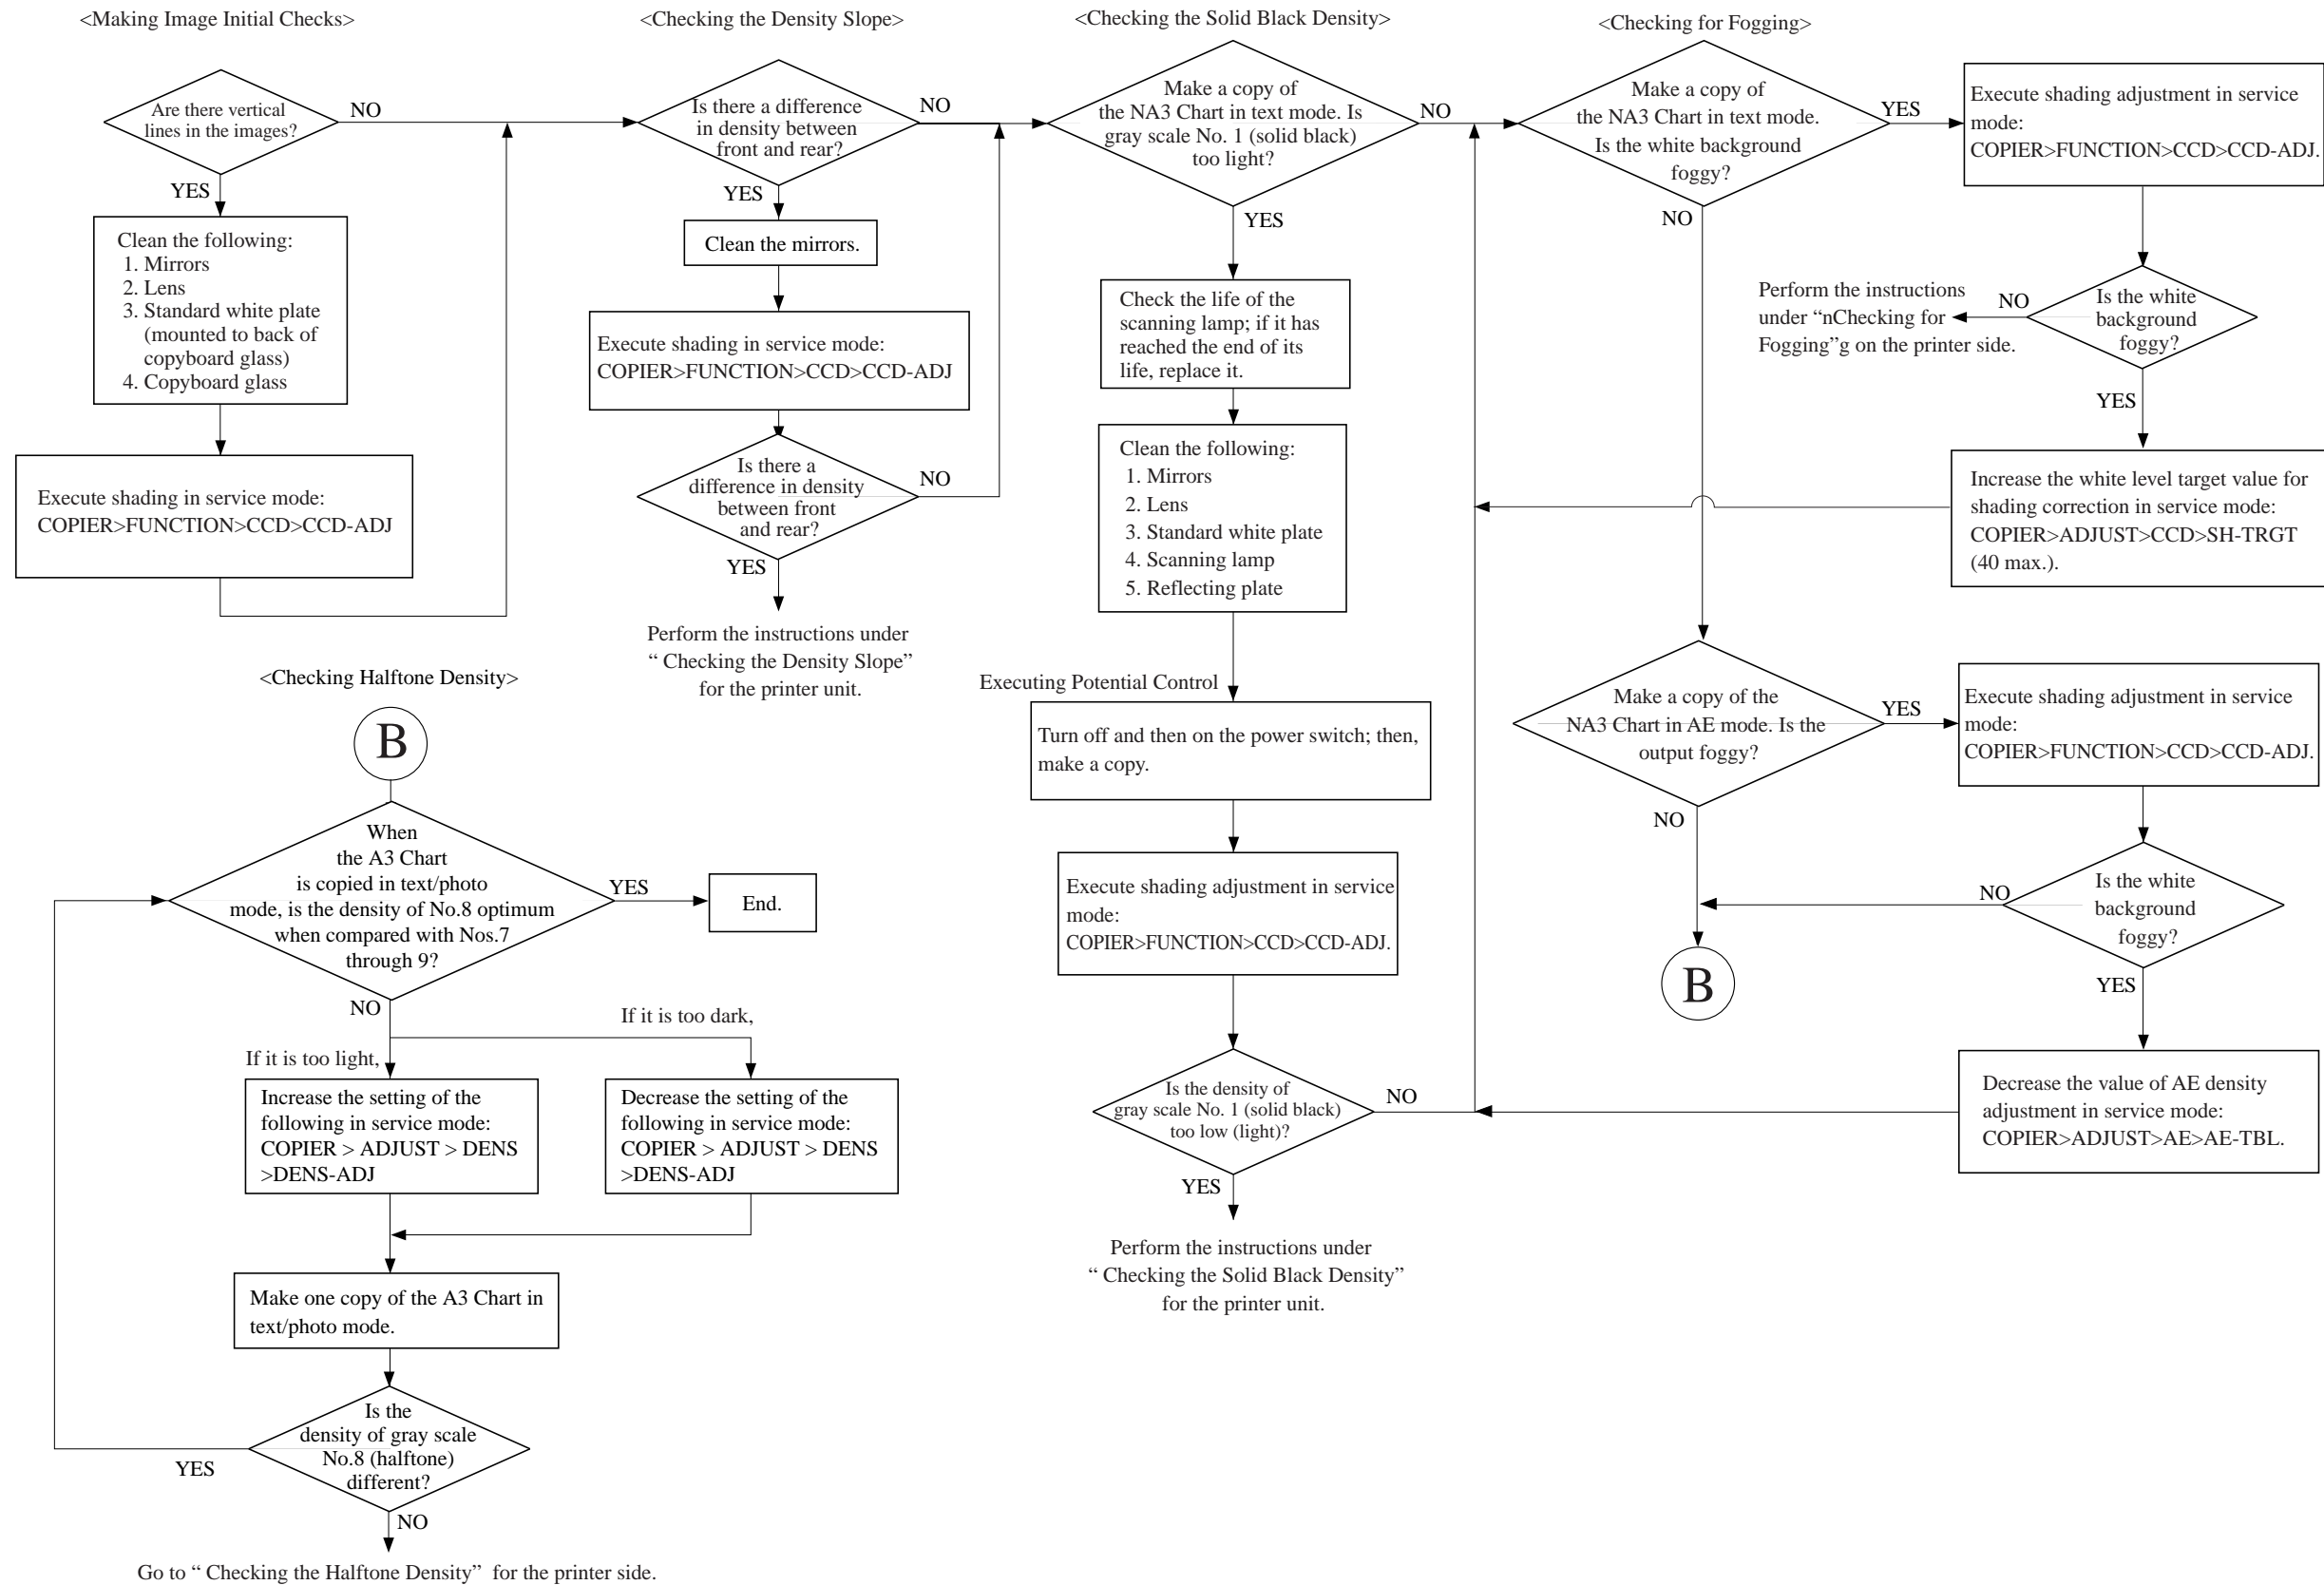 <Making Image Initial Checks>
Are there vertical
lines in the images?
NO
YES
Clean the following:
1. Mirrors
2. Lens
3. Standard white plate
(mounted to back of
copyboard glass)
4. Copyboard glass
Execute shading in service mode:
COPIER>FUNCTION>CCD>CCD-ADJ
<Checking the Density Slope>
Is there a difference
in density between
front and rear?
NO
YES
Clean the mirrors.
Execute shading in service mode:
COPIER>FUNCTION>CCD>CCD-ADJ
Is there a
difference in density
between front
and rear?
NO
YES
Perform the instructions under
“ Checking the Density Slope”
for the printer unit.
<Checking the Solid Black Density>
Make a copy of
the NA3 Chart in text mode. Is
gray scale No. 1 (solid black)
too light?
NO
YES
Check the life of the
scanning lamp; if it has
reached the end of its
life, replace it.
Clean the following:
1. Mirrors
2. Lens
3. Standard white plate
4. Scanning lamp
5. Reflecting plate
Executing Potential Control
Turn off and then on the power switch; then,
make a copy.
Execute shading adjustment in service
mode:
COPIER>FUNCTION>CCD>CCD-ADJ.
Is the density of
gray scale No. 1 (solid black)
too low (light)?
NO
YES
Perform the instructions under
“ Checking the Solid Black Density”
for the printer unit.
<Checking for Fogging>
Make a copy of
the NA3 Chart in text mode.
Is the white background
foggy?
YES
NO
Execute shading adjustment in service
mode:
COPIER>FUNCTION>CCD>CCD-ADJ.
Is the white
background
foggy?
NO
Perform the instructions
under “nChecking for
Fogging”g on the printer side.
YES
Increase the white level target value for
shading correction in service mode:
COPIER>ADJUST>CCD>SH-TRGT
(40 max.).
Make a copy of the
NA3 Chart in AE mode. Is the
output foggy?
YES
NO
Execute shading adjustment in service
mode:
COPIER>FUNCTION>CCD>CCD-ADJ.
Is the white
background
foggy?
NO
YES
B
Decrease the value of AE density
adjustment in service mode:
COPIER>ADJUST>AE>AE-TBL.
<Checking Halftone Density>
B
When
the A3 Chart
is copied in text/photo
mode, is the density of No.8 optimum
when compared with Nos.7
through 9?
YES
End.
NO
If it is too dark,
If it is too light,
Increase the setting of the
following in service mode:
COPIER > ADJUST > DENS
>DENS-ADJ
Decrease the setting of the
following in service mode:
COPIER > ADJUST > DENS
>DENS-ADJ
Make one copy of the A3 Chart in
text/photo mode.
Is the
density of gray scale
No.8 (halftone)
different?
YES
NO
Go to “ Checking the Halftone Density”  for the printer side.